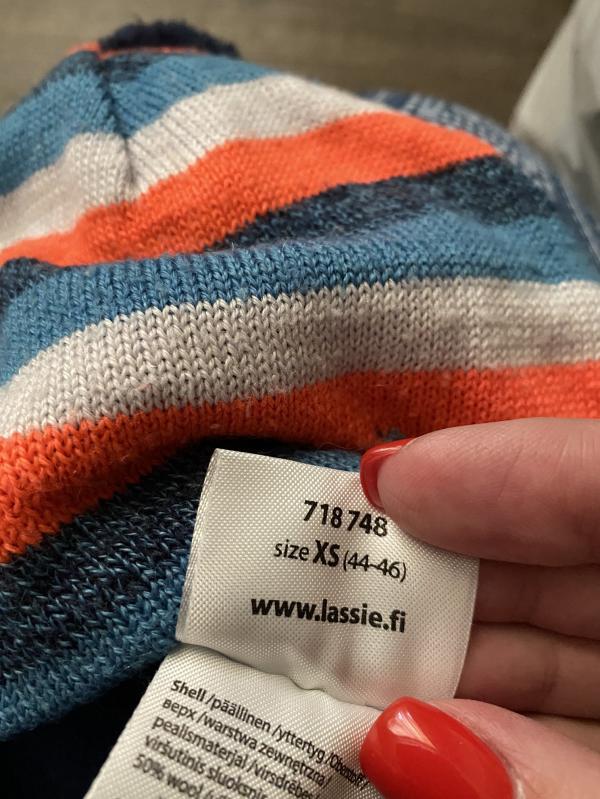 718 748
size XS (44-46)
www.lassie.fi
Shell /päällinen /yttertyg /Oberstoff /
верх /warstwa zewnętrzna /
pealismaterjal /virsdrēbe
viršutinis sluoksnis
50% wool /